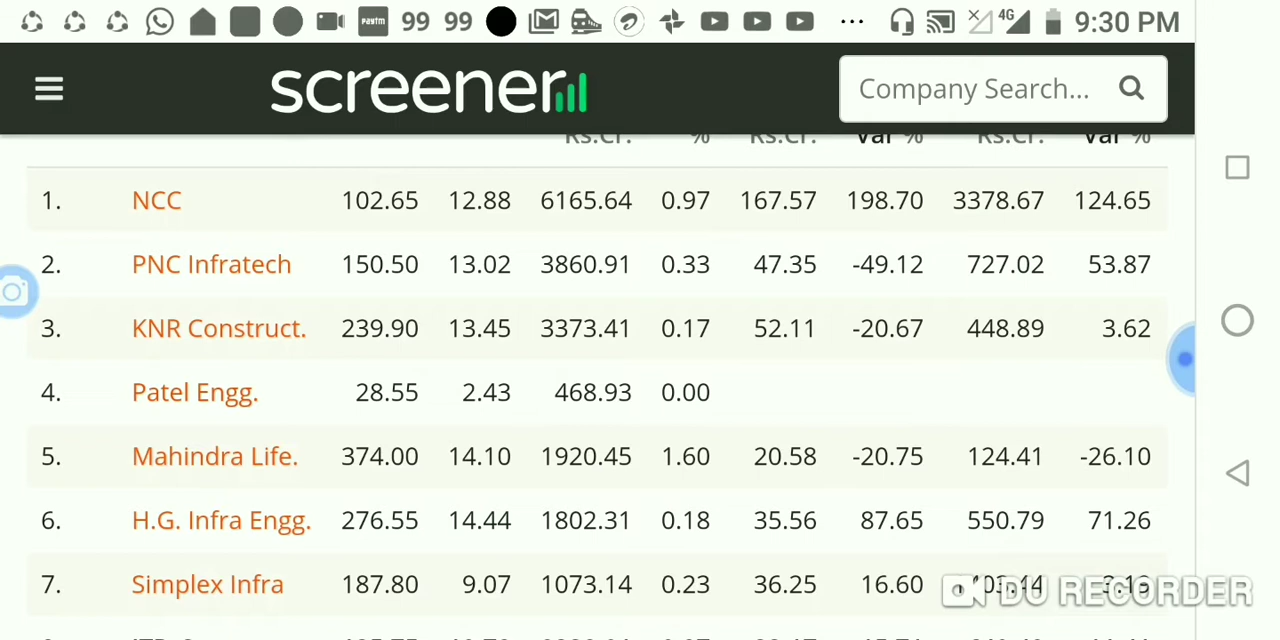 paytm 99 99 ... 4G 9:30 PM
screener Company Search...
Rs.Cr. % Rs.Cr. Var % Rs.Cr. Var %
1. NCC 102.65 12.88 6165.64 0.97 167.57 198.70 3378.67 124.65
2. PNC Infratech 150.50 13.02 3860.91 0.33 47.35 -49.12 727.02 53.87
3. KNR Construct. 239.90 13.45 3373.41 0.17 52.11 -20.67 448.89 3.62
4. Patel Engg. 28.55 2.43 468.93 0.00
5. Mahindra Life. 374.00 14.10 1920.45 1.60 20.58 -20.75 124.41 -26.10
6. H.G. Infra Engg. 276.55 14.44 1802.31 0.18 35.56 87.65 550.79 71.26
7. Simplex Infra 187.80 9.07 1073.14 0.23 36.25 16.60
DU RECORDER